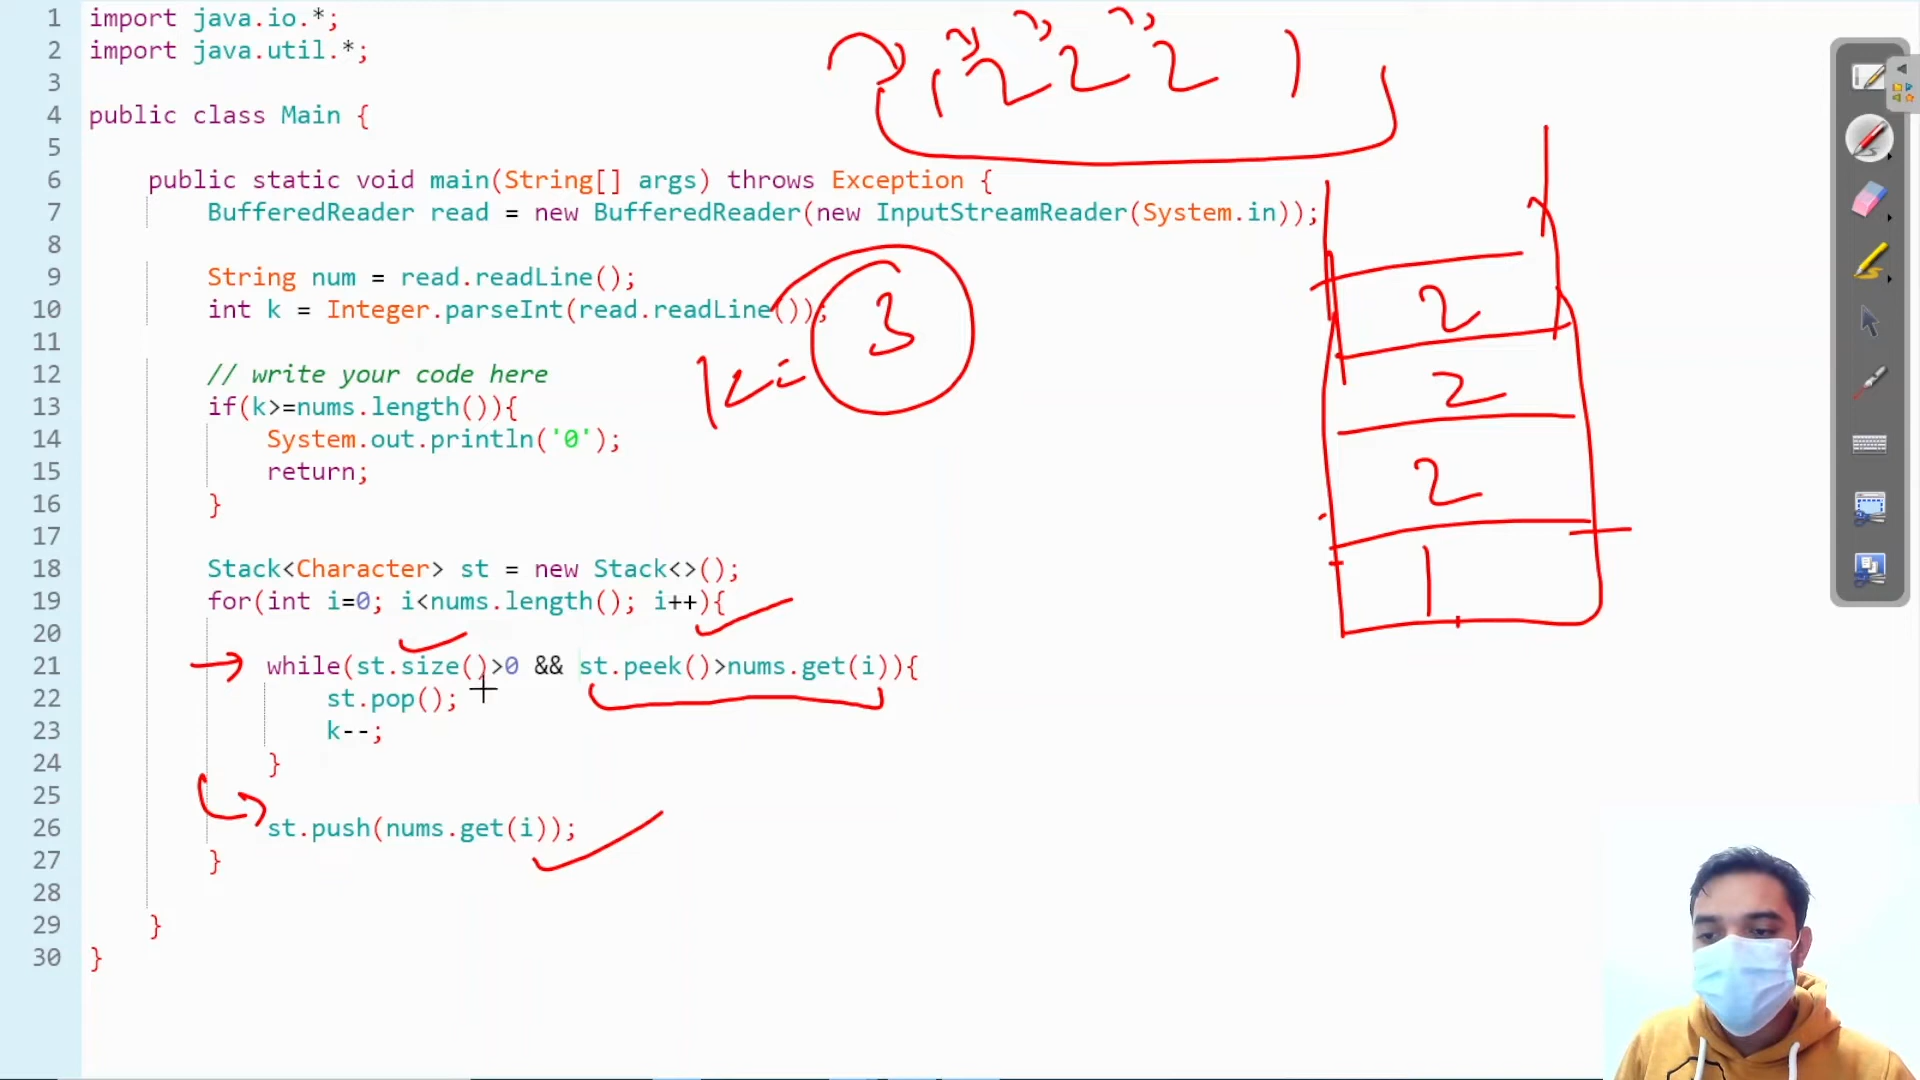 1 import java.io.*;
2 import java.util.*;
3
4 public class Main {
5
6 public static void main(String[] args) throws Exception {
7 BufferedReader read = new BufferedReader(new InputStreamReader(System.in));
8
9 String num = read.readLine();
10 int k = Integer.parseInt(read.readLine());
11
12 // write your code here
13 if(k>=nums.length()){
14 System.out.println('0');
15 return;
16 }
17
18 Stack<Character> st = new Stack<>();
19 for(int i=0; i<nums.length(); i++){
20
21 while(st.size()>0 && st.peek()>nums.get(i)){
22 st.pop();
23 k--;
24 }
25
26 st.push(nums.get(i));
27 }
28
29 }
30 }
1 2 2 2 1
k= 3
2
2
2
1